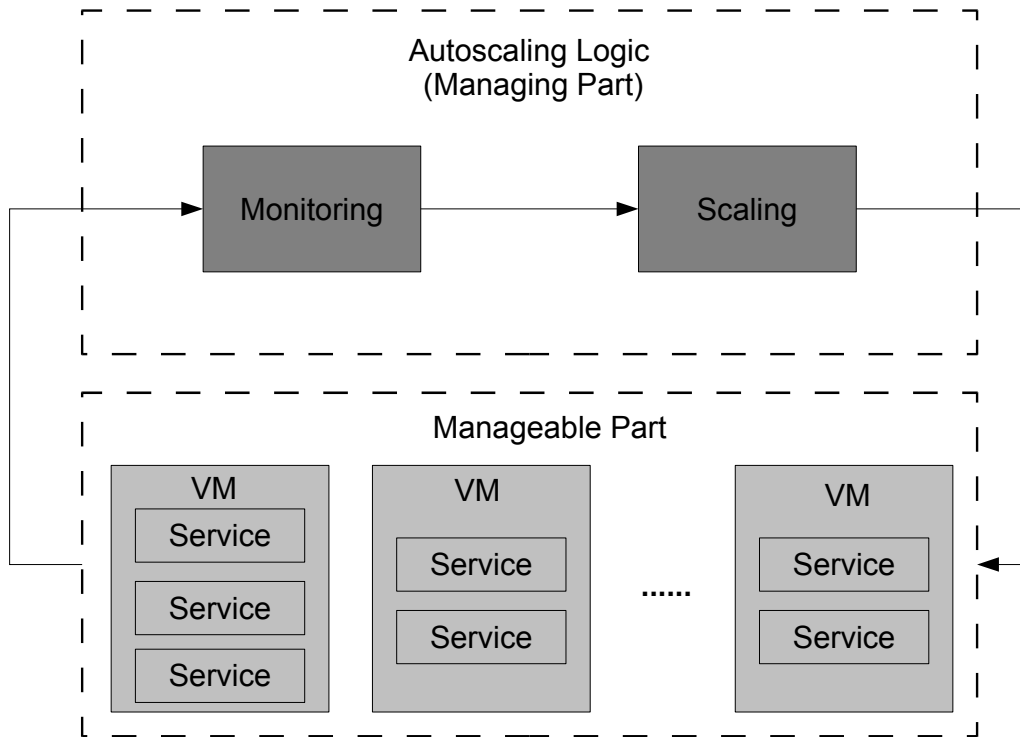 Autoscaling Logic
(Managing Part)
Monitoring
Scaling
Manageable Part
VM
Service
Service
Service
VM
Service
Service
......
VM
Service
Service